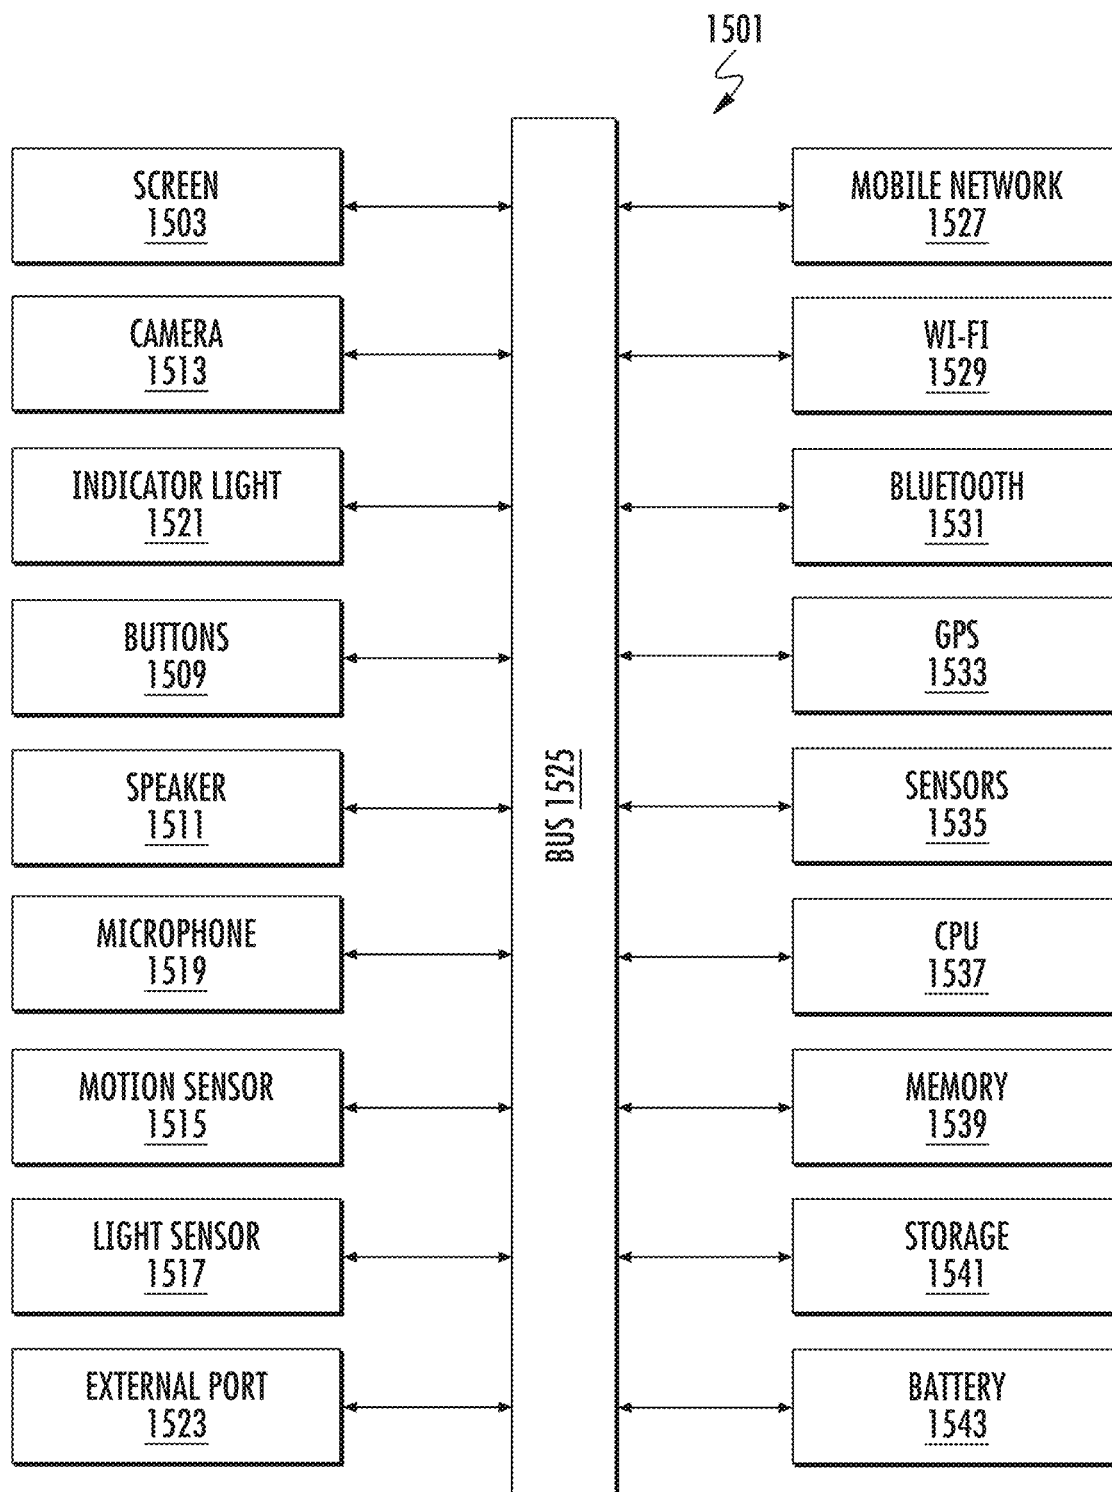 1501
SCREEN
1503
CAMERA
1513
INDICATOR LIGHT
1521
BUTTONS
1509
SPEAKER
1511
MICROPHONE
1519
MOTION SENSOR
1515
LIGHT SENSOR
1517
EXTERNAL PORT
1523
BUS 1525
MOBILE NETWORK
1527
WI-FI
1529
BLUETOOTH
1531
GPS
1533
SENSORS
1535
CPU
1537
MEMORY
1539
STORAGE
1541
BATTERY
1543